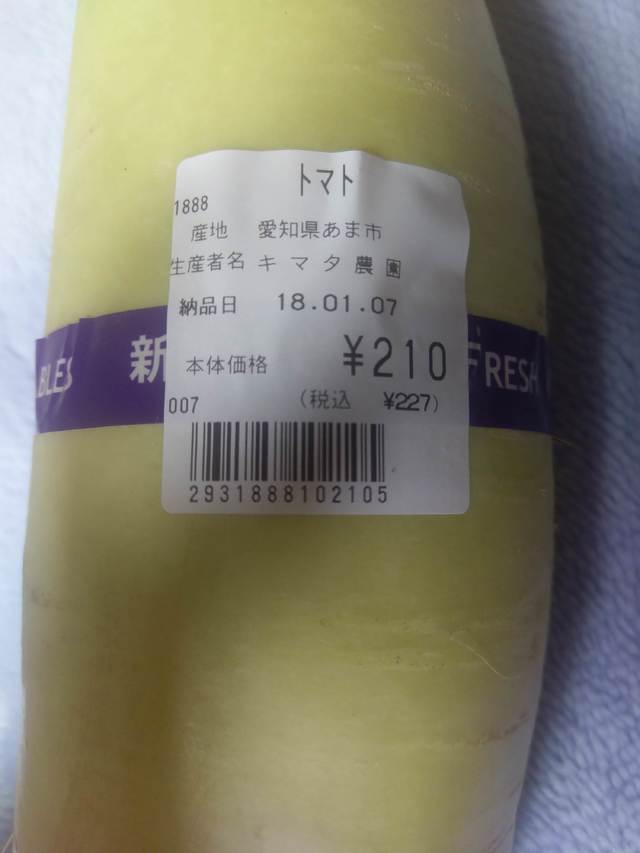 トマト
1888
産地 愛知県あま市
生産者名 キマタ農園
納品日 18.01.07
本体価格 ¥210
007 (税込 ¥227)
2931888102105
BLES 新 FRESH